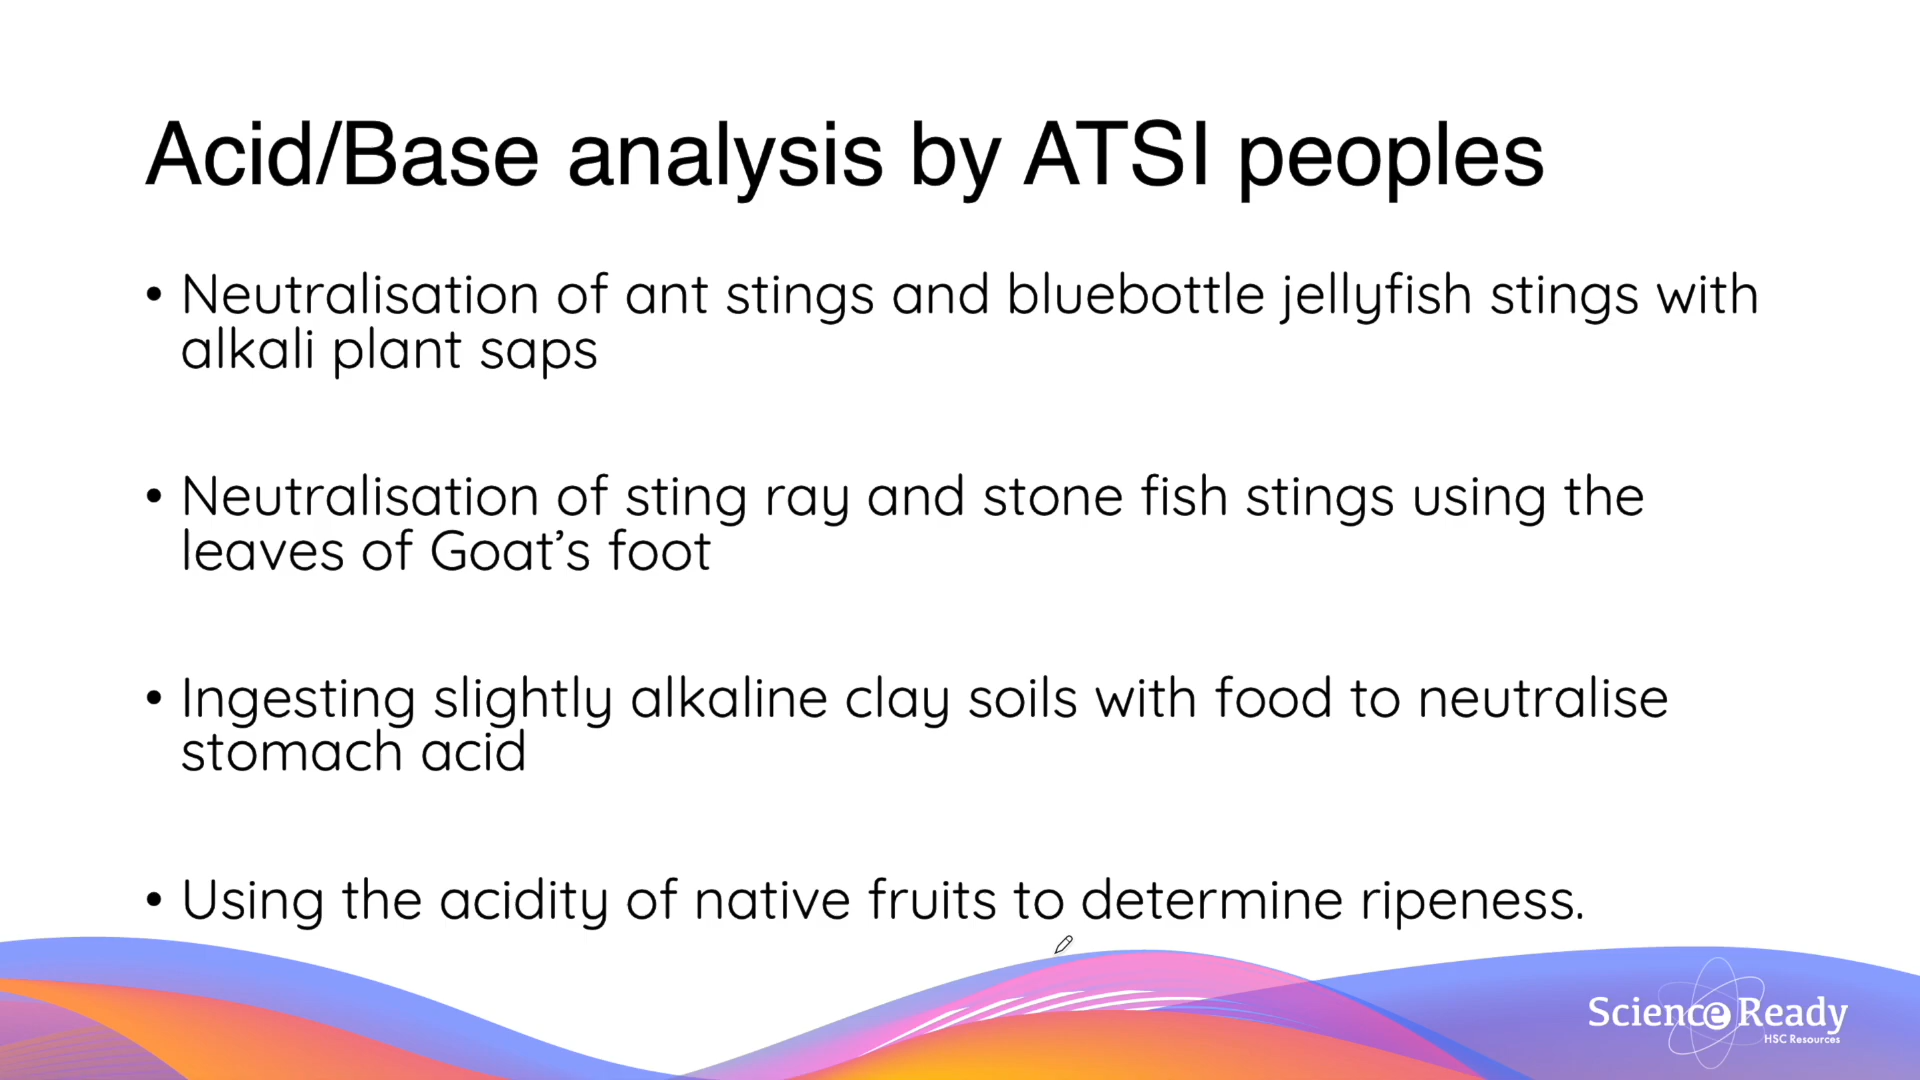 Acid/Base analysis by ATSI peoples
• Neutralisation of ant stings and bluebottle jellyfish stings with
alkali plant saps
• Neutralisation of sting ray and stone fish stings using the
leaves of Goat’s foot
• Ingesting slightly alkaline clay soils with food to neutralise
stomach acid
• Using the acidity of native fruits to determine ripeness.
Science Ready
HSC Resources